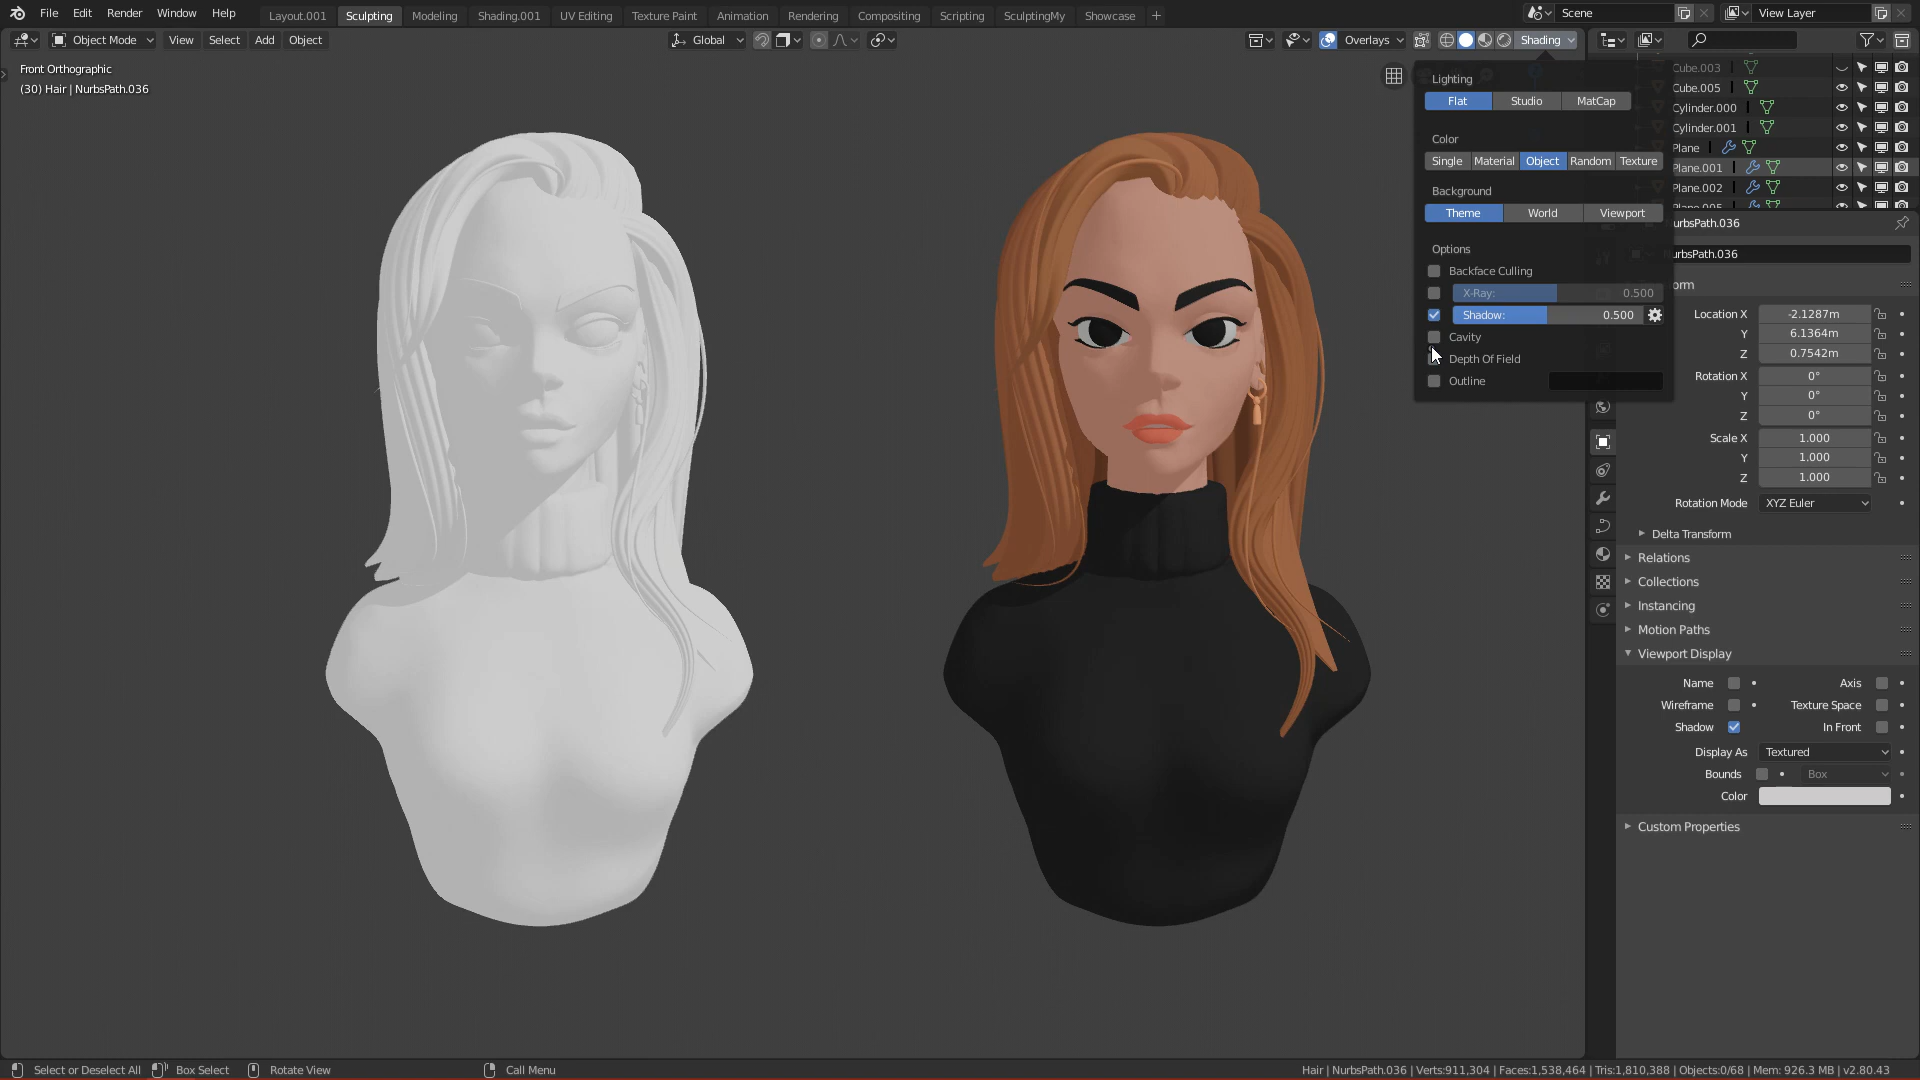 File Edit Render Window Help
Layout.001 Sculpting Modeling Shading.001 UV Editing Texture Paint Animation Rendering Compositing Scripting SculptingMy Showcase +
Scene
View Layer
Object Mode View Select Add Object
Global
Overlays
Shading
Front Orthographic
(30) Hair | NurbsPath.036
Lighting
Flat Studio MatCap
Color
Single Material Object Random Texture
Background
Theme World Viewport
Options
Backface Culling
X-Ray: 0.500
Shadow: 0.500
Cavity
Depth Of Field
Outline
Cube.003
Cube.005
Cylinder.000
Cylinder.001
Plane
Plane.001
Plane.002
urbsPath.036
urbsPath.036
orm
Location X -2.1287m
Y 6.1364m
Z 0.7542m
Rotation X 0°
Y 0°
Z 0°
Scale X 1.000
Y 1.000
Z 1.000
Rotation Mode XYZ Euler
Delta Transform
Relations
Collections
Instancing
Motion Paths
Viewport Display
Name Axis
Wireframe Texture Space
Shadow In Front
Display As Textured
Bounds Box
Color
Custom Properties
Select or Deselect All Box Select Rotate View Call Menu
Hair | NurbsPath.036 | Verts:911,304 | Faces:1,538,464 | Tris:1,810,388 | Objects:0/68 | Mem: 926.3 MB | v2.80.43